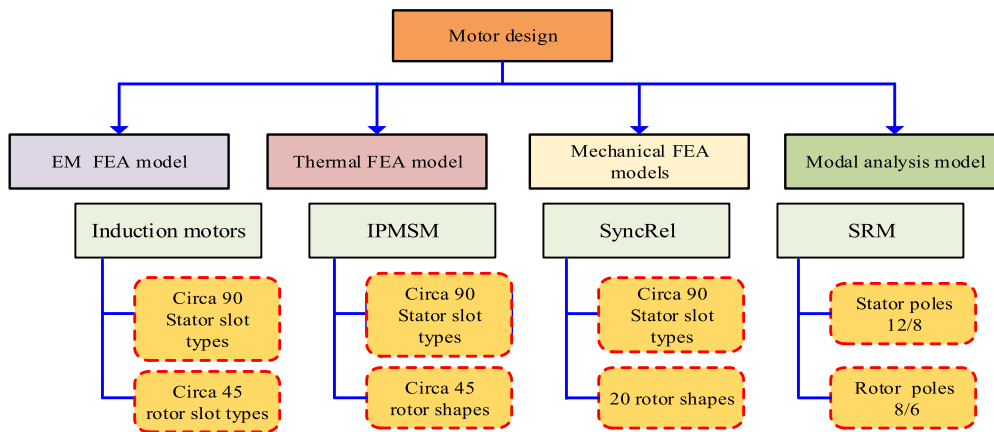 Motor design
EM FEA model
Thermal FEA model
Mechanical FEA
models
Modal analysis model
Induction motors
IPMSM
SyncRel
SRM
Circa 90
Stator slot
types
Circa 90
Stator slot
types
Circa 90
Stator slot
types
Stator poles
12/8
Circa 45
rotor slot types
Circa 45
rotor shapes
20 rotor shapes
Rotor poles
8/6